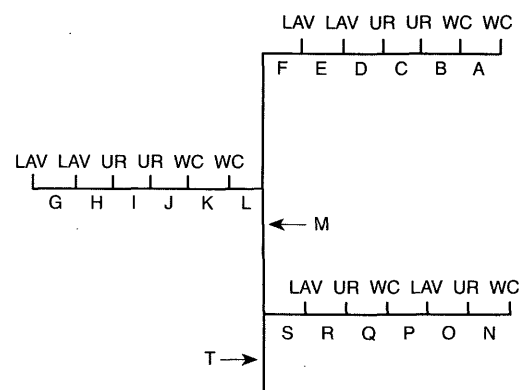 LAV LAV UR UR WC WC
F E D C B A
LAV LAV UR UR WC WC
G H I J K L
M
LAV UR WC LAV UR WC
S R Q P O N
T